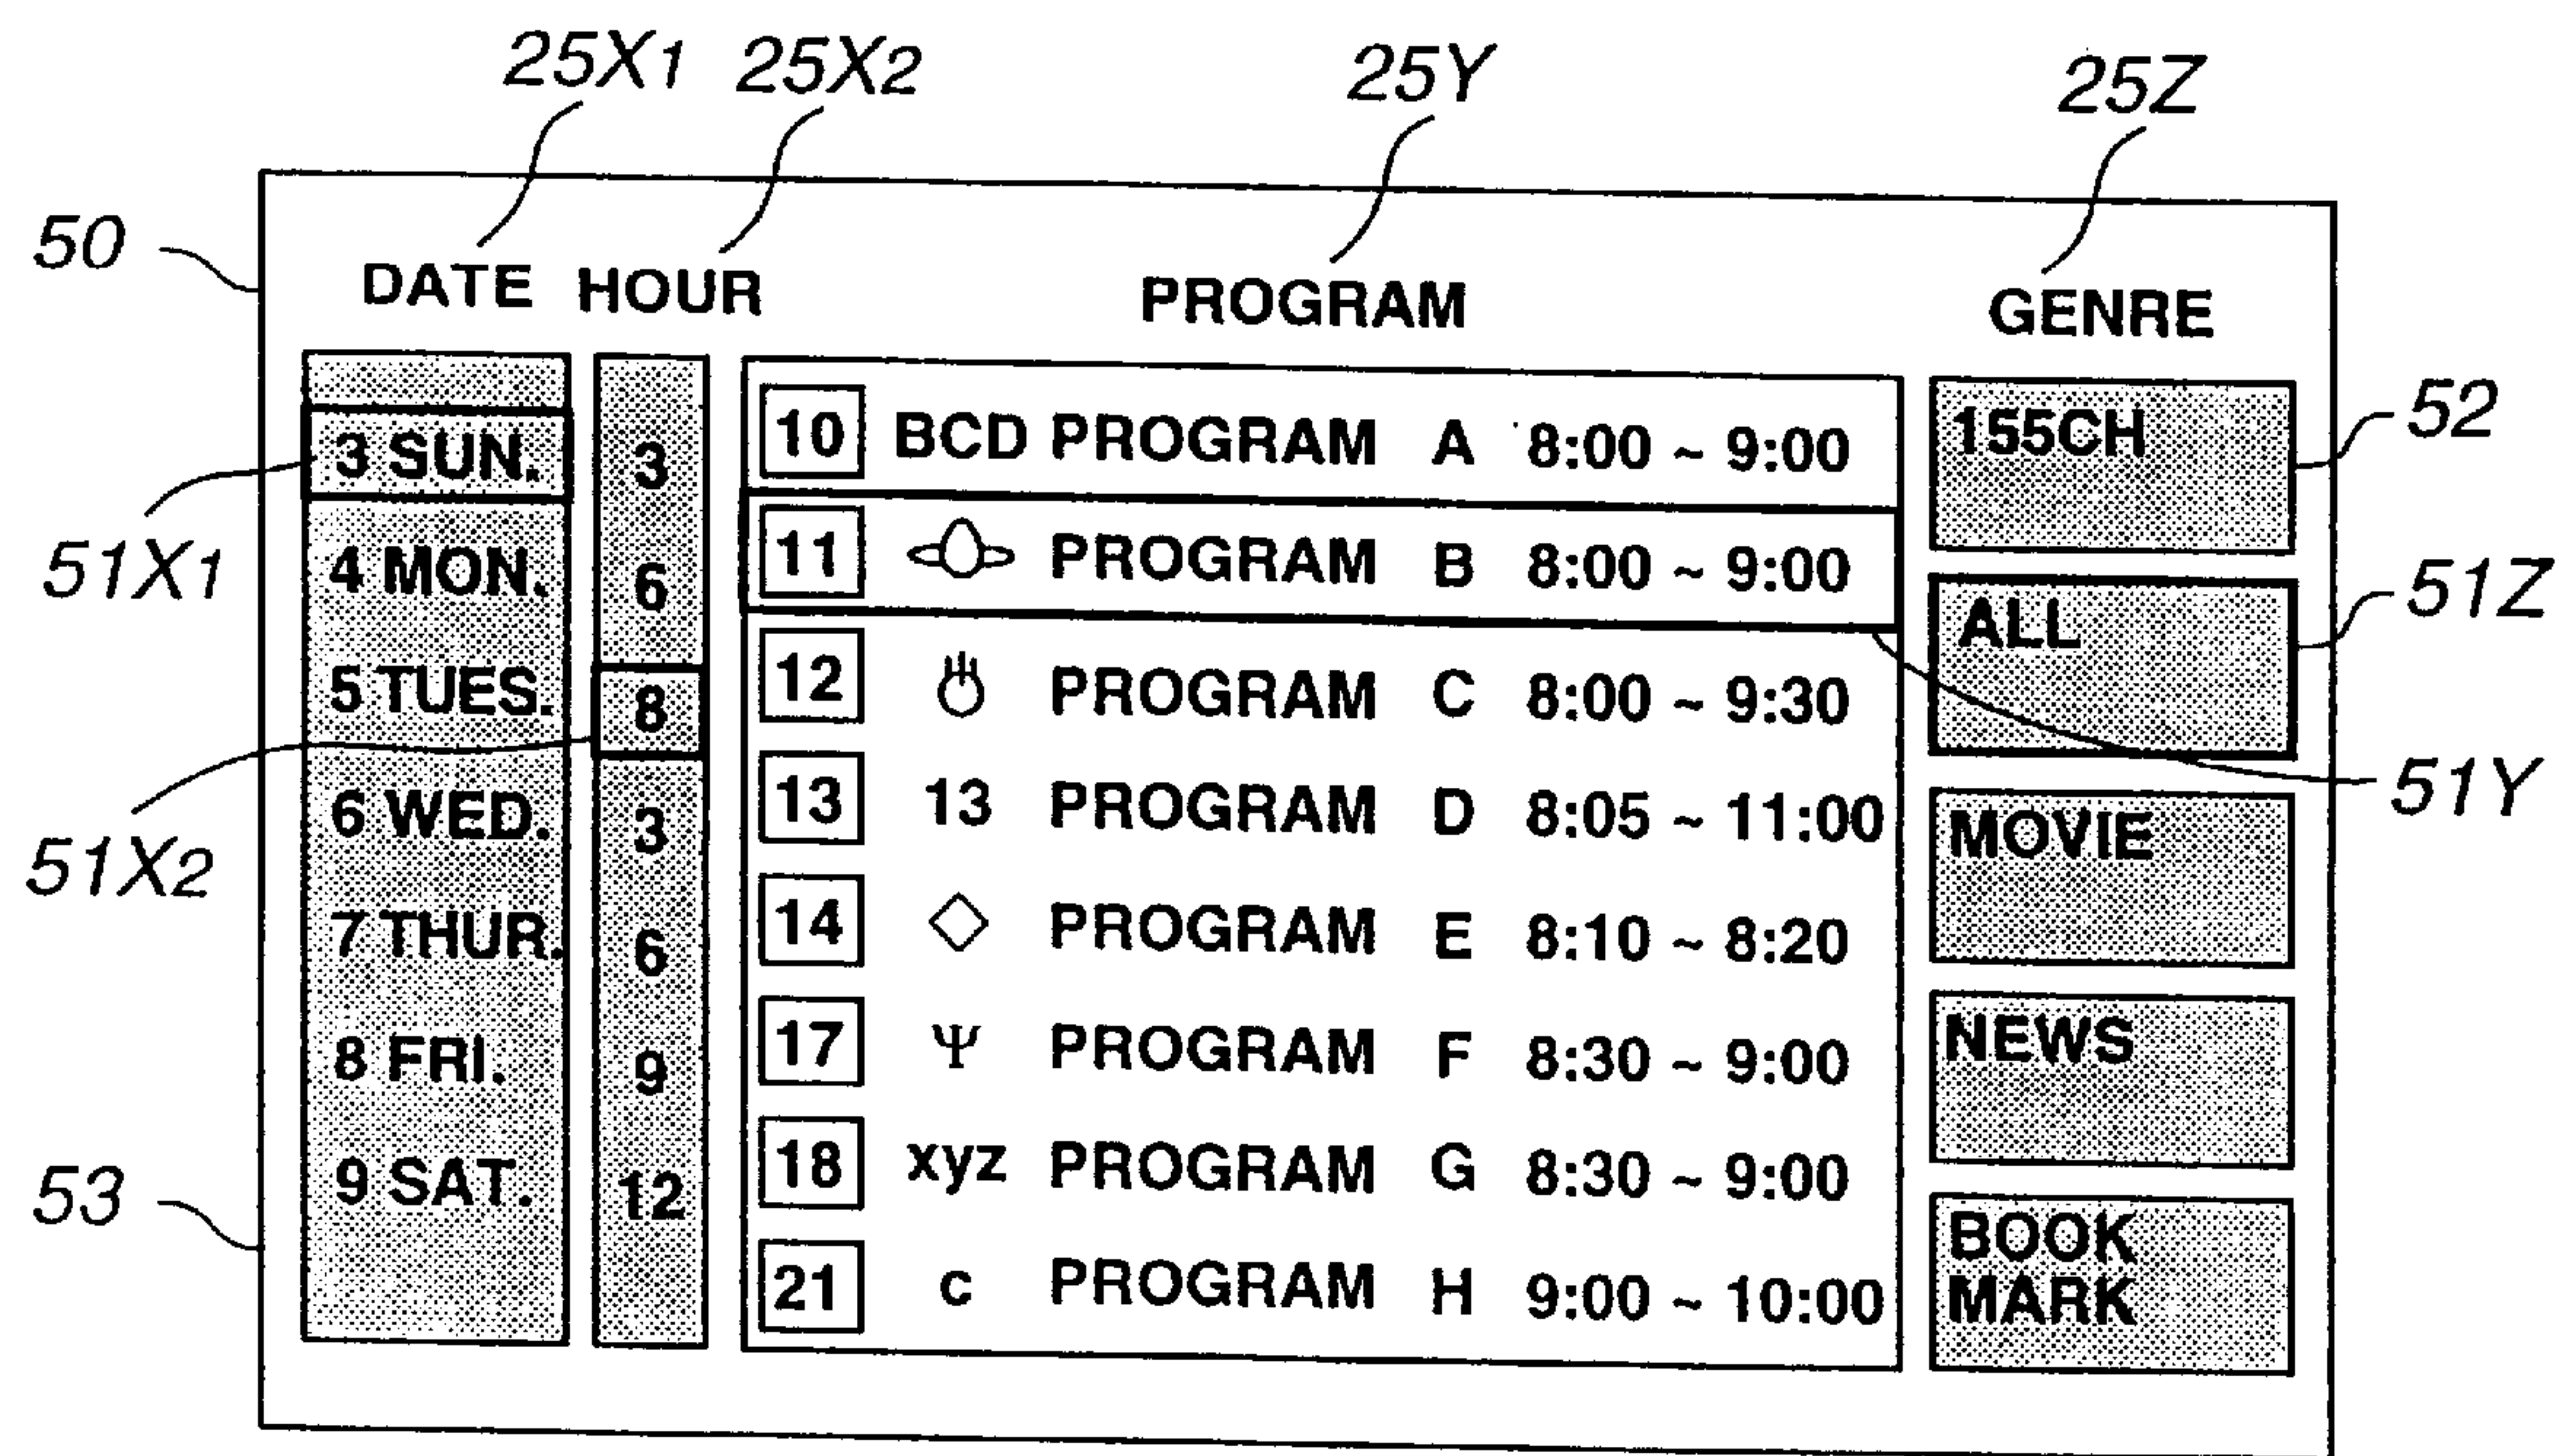 25X1 25X2 25Y 25Z
50
DATE HOUR PROGRAM GENRE
3 SUN.
4 MON.
5 TUES.
6 WED.
7 THUR.
8 FRI.
9 SAT.
3
6
8
3
6
9
12
10 BCD PROGRAM A 8:00 ~ 9:00
11 PROGRAM B 8:00 ~ 9:00
12 PROGRAM C 8:00 ~ 9:30
13 13 PROGRAM D 8:05 ~ 11:00
14 PROGRAM E 8:10 ~ 8:20
17 Ψ PROGRAM F 8:30 ~ 9:00
18 xyz PROGRAM G 8:30 ~ 9:00
21 c PROGRAM H 9:00 ~ 10:00
155CH
ALL
MOVIE
NEWS
BOOK
MARK
52
51Z
51Y
51X1
51X2
53